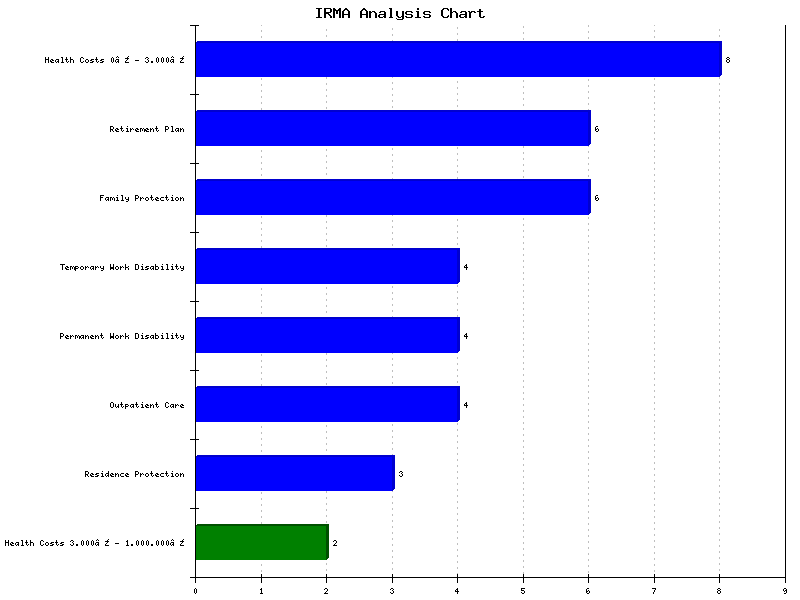 IRMA Analysis Chart
Health Costs 0â Ź - 3.000â Ź
8
Retirement Plan
6
Family Protection
6
Temporary Work Disability
4
Permanent Work Disability
4
Outpatient Care
4
Residence Protection
3
Health Costs 3.000â Ź - 1.000.000â Ź
2
0 1 2 3 4 5 6 7 8 9